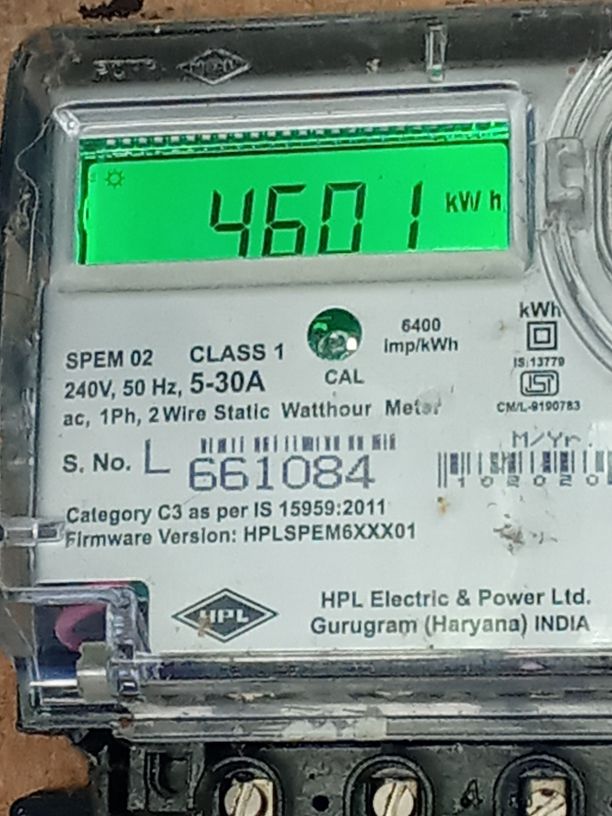 4601 kWh
6400
imp/kWh
kWh
SPEM 02 CLASS 1
240V, 50 Hz, 5-30A
CAL
IS:13779
ISI
CM/L-9190783
ac, 1Ph, 2 Wire Static Watthour Meter
M/Yr.
S. No. L 661084
102020
Category C3 as per IS 15959:2011
Firmware Version: HPLSPEM6XXX01
HPL
HPL Electric & Power Ltd.
Gurugram (Haryana) INDIA